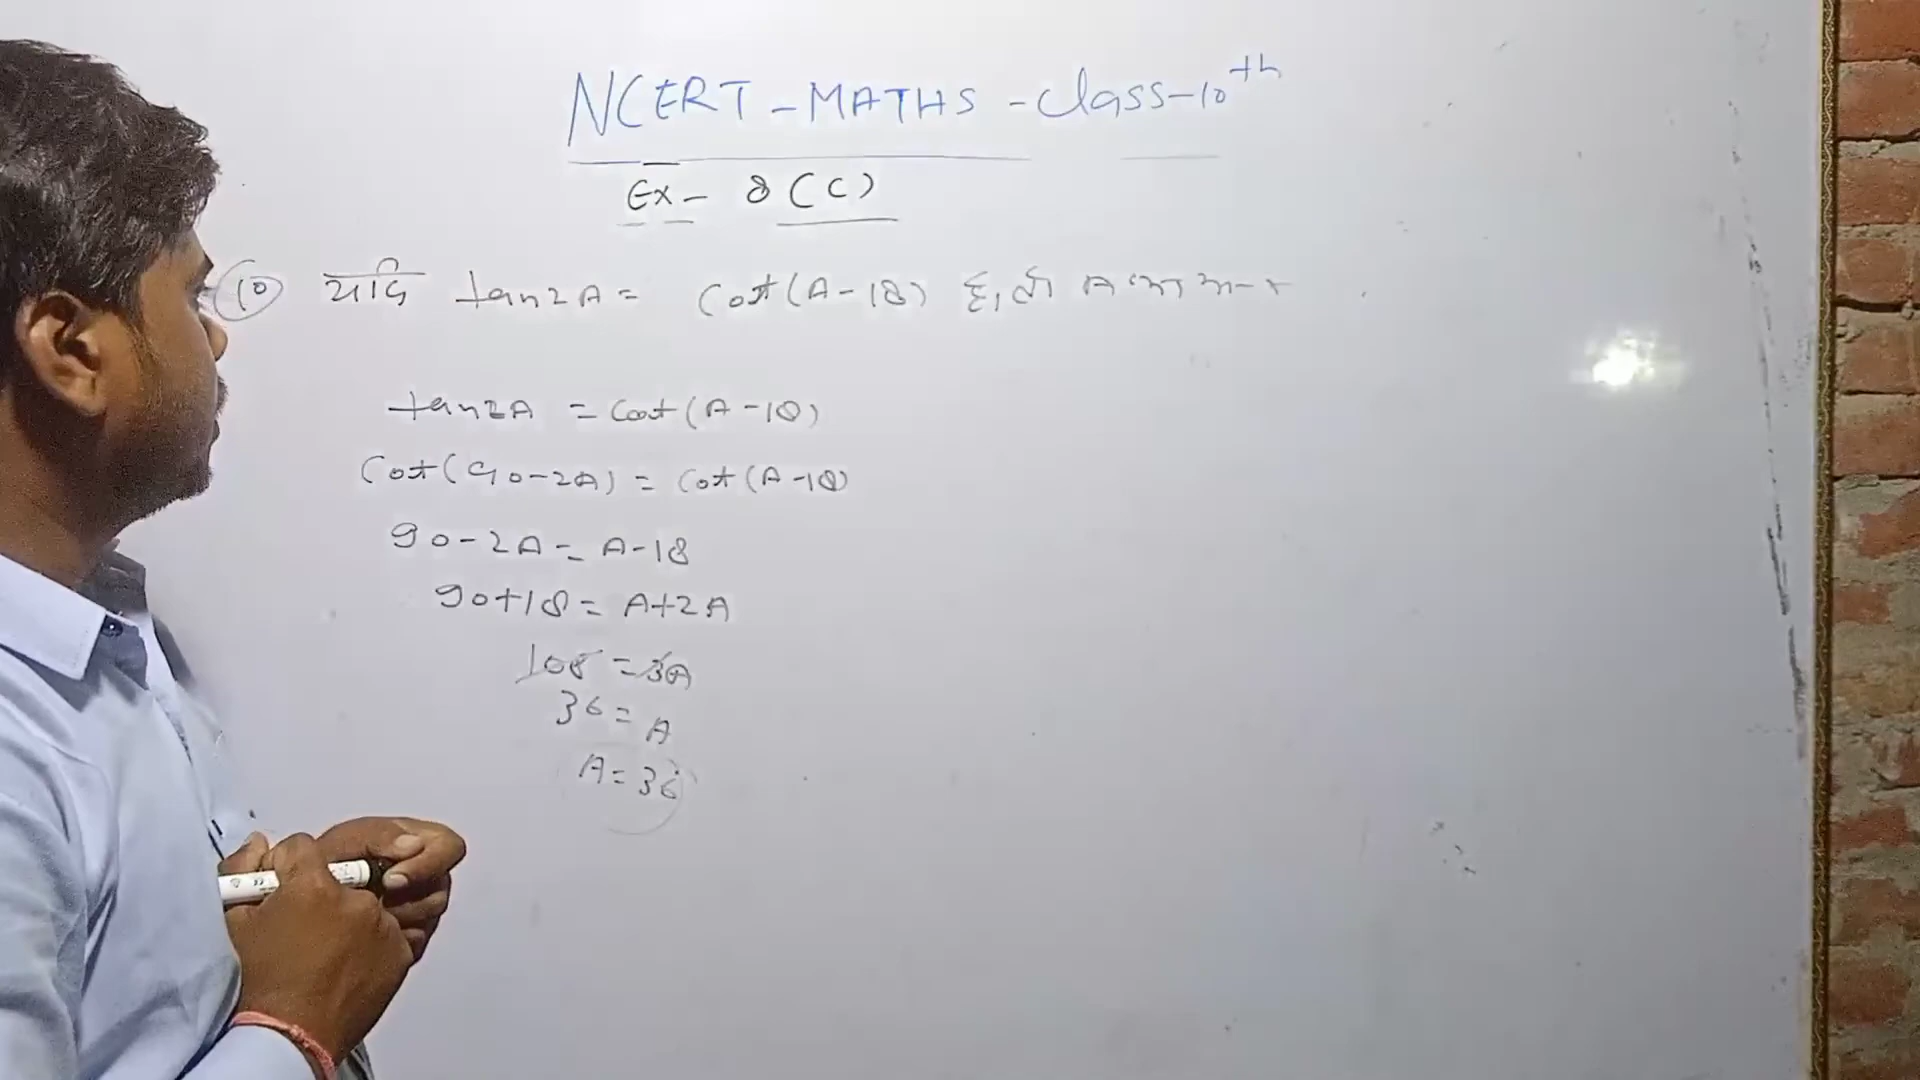 NCERT - MATHS - Class - 10th
Ex - 8 (C)
10 यदि tan2A = Cot(A-18) है, तो A का मान
tan2A = Cot(A-18)
Cot(90-2A) = Cot(A-18)
90-2A = A-18
90+18 = A+2A
108 = 3A
36 = A
A = 36